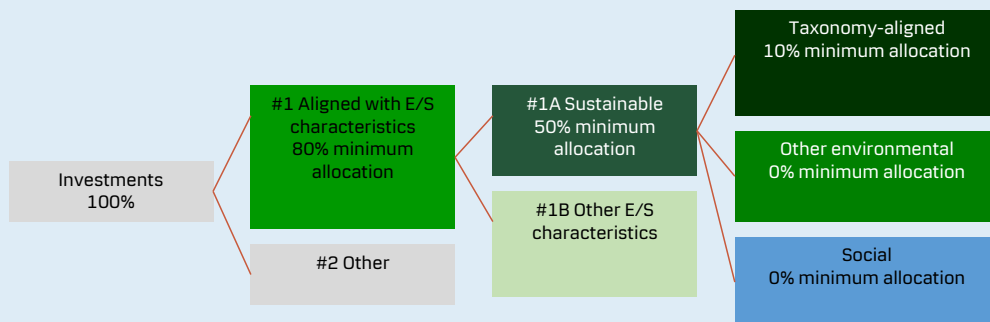 Investments
100%
#1 Aligned with E/S
characteristics
80% minimum
allocation
#2 Other
#1A Sustainable
50% minimum
allocation
#1B Other E/S
characteristics
Taxonomy-aligned
10% minimum allocation
Other environmental
0% minimum allocation
Social
0% minimum allocation